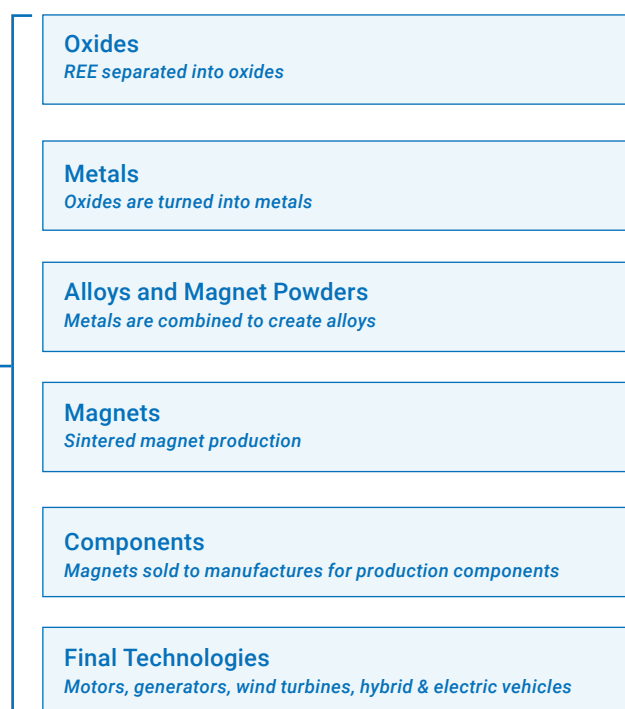 Oxides
REE separated into oxides
Metals
Oxides are turned into metals
Alloys and Magnet Powders
Metals are combined to create alloys
Magnets
Sintered magnet production
Components
Magnets sold to manufactures for production components
Final Technologies
Motors, generators, wind turbines, hybrid & electric vehicles